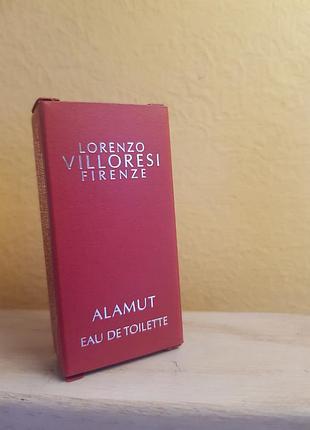 LORENZO
VILLORESI
FIRENZE
ALAMUT
EAU DE TOILETTE